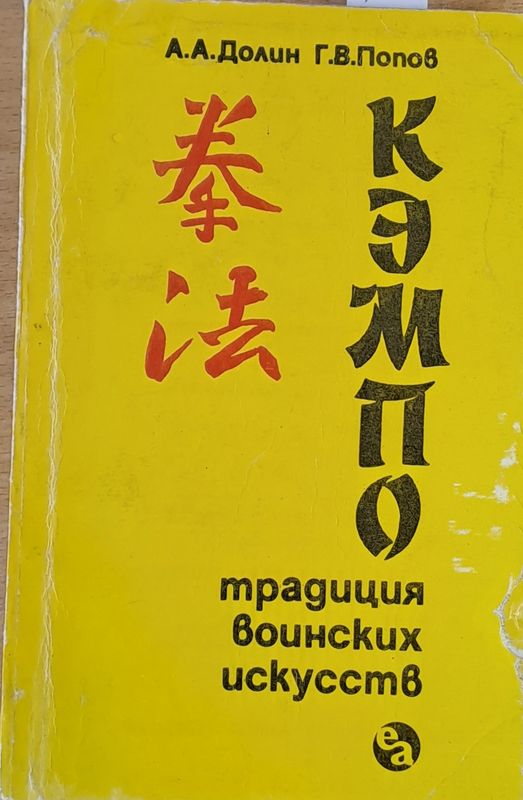 А.А.Долин Г.В.Попов
拳法
КЭМПО
традиция
воинских
искусств
еа